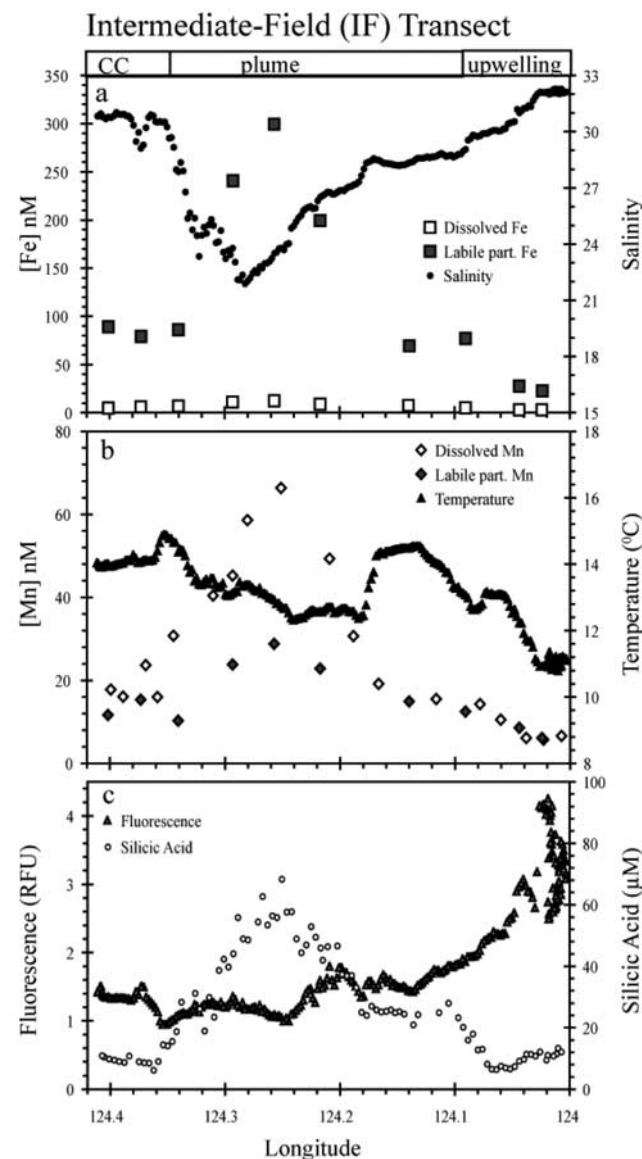 Intermediate-Field (IF) Transect
CC plume upwelling
a
350
300
250
200
150
100
50
0
[Fe] nM
33
30
27
24
21
18
15
Salinity
Dissolved Fe
Labile part. Fe
Salinity
b
80
60
40
20
0
[Mn] nM
18
16
14
12
10
8
Temperature (⁰C)
Dissolved Mn
Labile part. Mn
Temperature
c
4
3
2
1
0
Fluorescence (RFU)
100
80
60
40
20
0
Silicic Acid (µM)
Fluorescence
Silicic Acid
124.4 124.3 124.2 124.1 124
Longitude